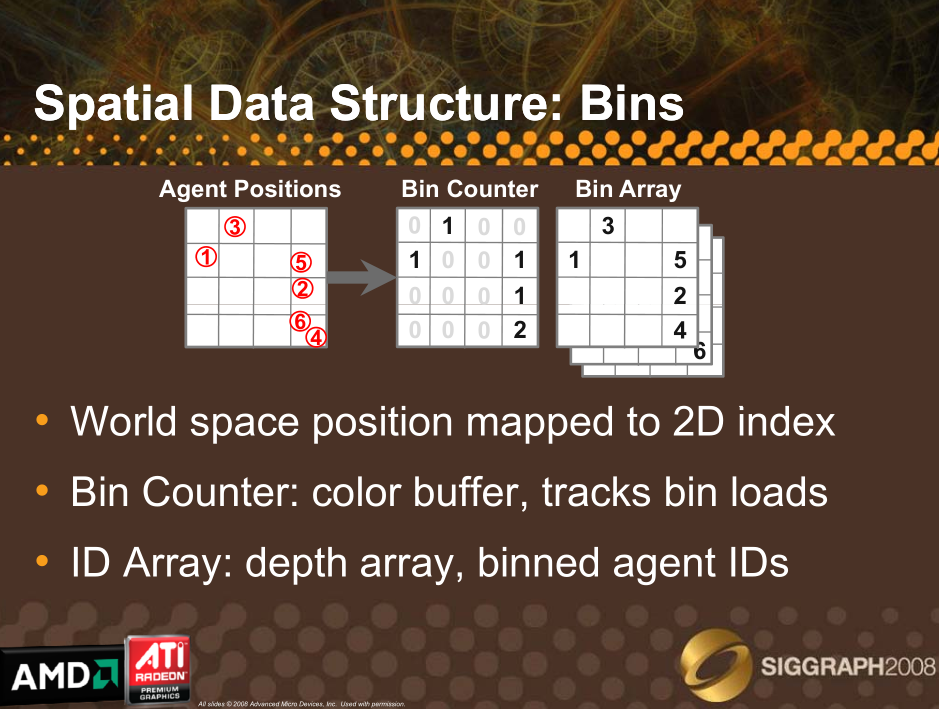 Spatial Data Structure: Bins
Agent Positions
Bin Counter
Bin Array
3
1
5
2
6
4
0 1 0 0
1 0 0 1
0 0 0 1
0 0 0 2
3
1 5
2
4
6
• World space position mapped to 2D index
• Bin Counter: color buffer, tracks bin loads
• ID Array: depth array, binned agent IDs
AMD
ATI
RADEON
PREMIUM
GRAPHICS
All slides © 2008 Advanced Micro Devices, Inc. Used with permission.
SIGGRAPH2008